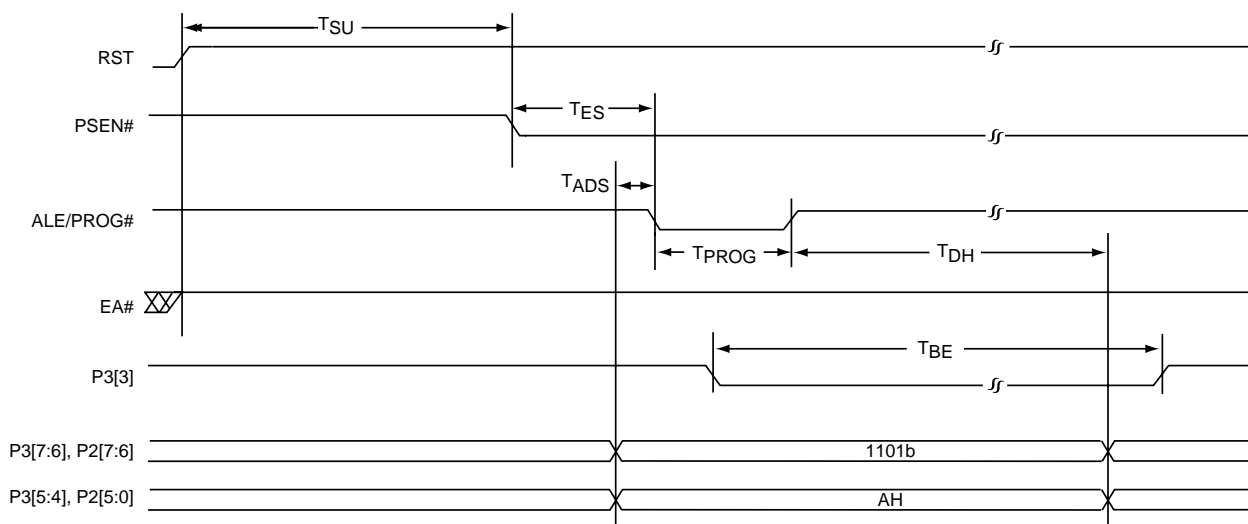 TSU
RST
TES
PSEN#
TADS
ALE/PROG#
TPROG
TDH
EA#
TBE
P3[3]
P3[7:6], P2[7:6] 1101b
P3[5:4], P2[5:0] AH